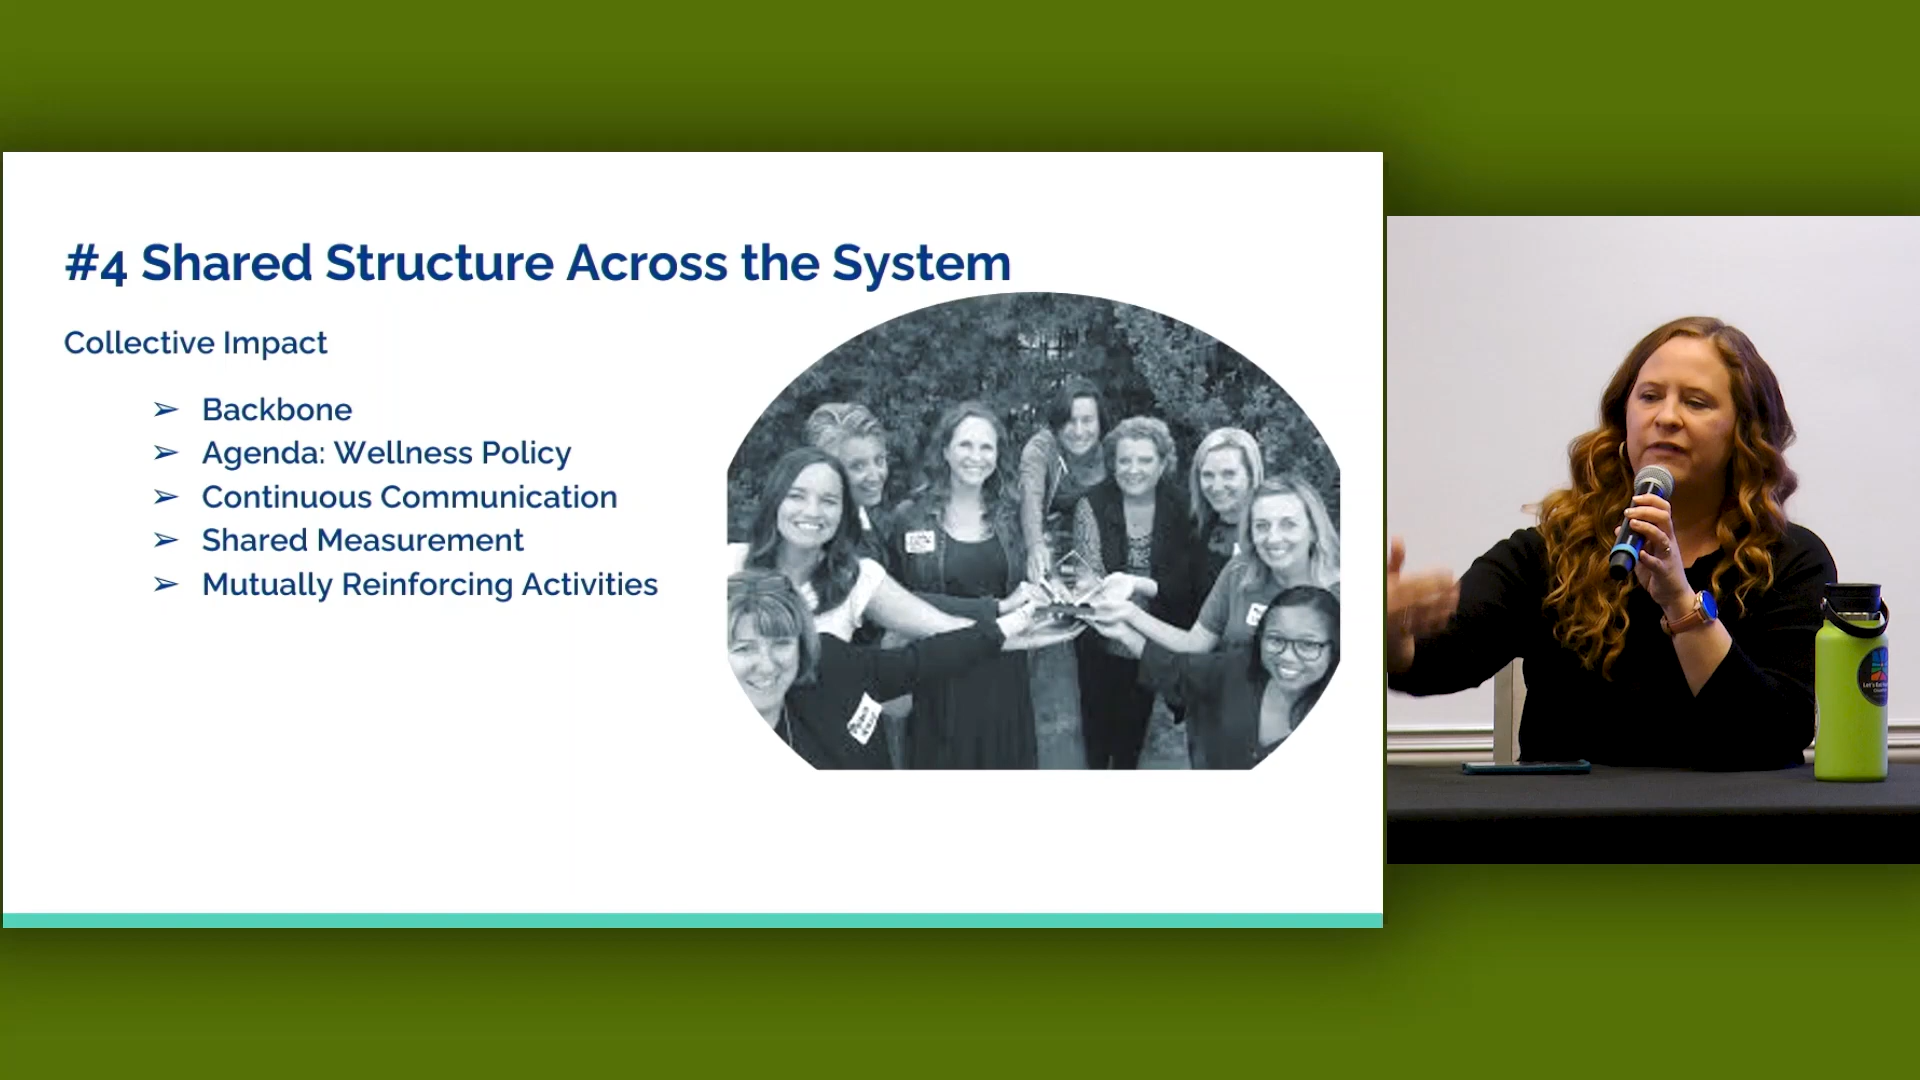 #4 Shared Structure Across the System
Collective Impact
➢ Backbone
➢ Agenda: Wellness Policy
➢ Continuous Communication
➢ Shared Measurement
➢ Mutually Reinforcing Activities